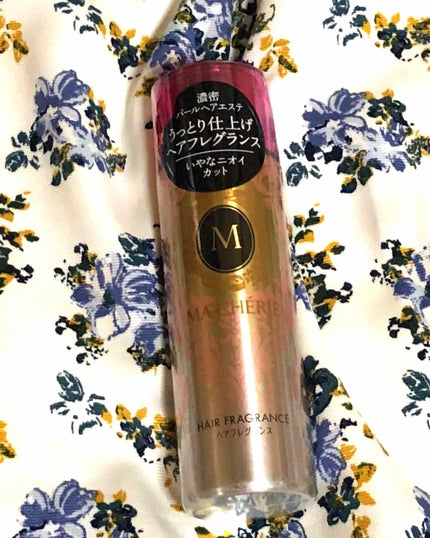 濃密
パールヘアエステ
うっとり仕上げ
ヘアフレグランス
いやなニオイ
カット
M
MA CHÉRIE
HAIR FRAGRANCE
ヘアフレグランス